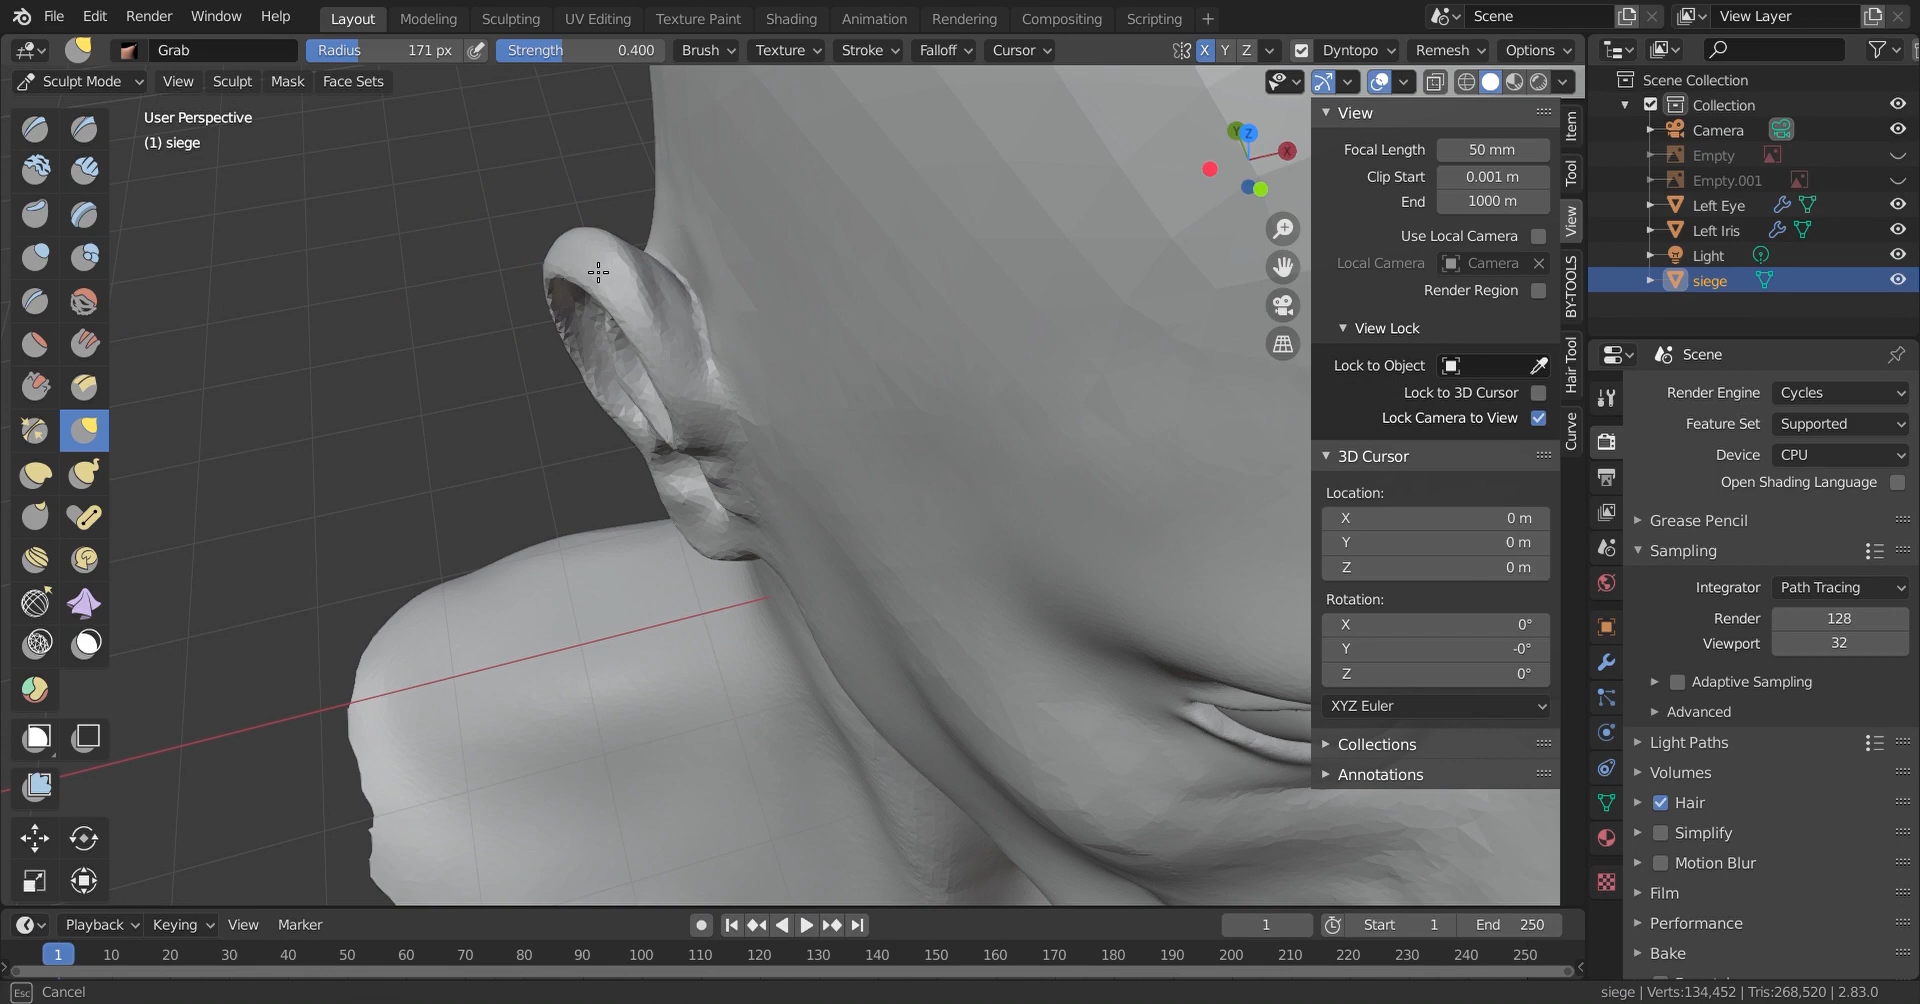 File Edit Render Window Help Layout Modeling Sculpting UV Editing Texture Paint Shading Animation Rendering Compositing Scripting + Scene View Layer
Grab Radius 171 px Strength 0.400 Brush Texture Stroke Falloff Cursor X Y Z Dyntopo Remesh Options
Sculpt Mode View Sculpt Mask Face Sets
User Perspective
(1) siege
Y Z X
View
Focal Length 50 mm
Clip Start 0.001 m
End 1000 m
Use Local Camera
Local Camera Camera
Render Region
View Lock
Lock to Object
Lock to 3D Cursor
Lock Camera to View
3D Cursor
Location:
X 0 m
Y 0 m
Z 0 m
Rotation:
X 0°
Y -0°
Z 0°
XYZ Euler
Collections
Annotations
Item
Tool
View
BY-TOOLS
Hair Tool
Curve
Scene Collection
Collection
Camera
Empty
Empty.001
Left Eye
Left Iris
Light
siege
Scene
Render Engine Cycles
Feature Set Supported
Device CPU
Open Shading Language
Grease Pencil
Sampling
Integrator Path Tracing
Render 128
Viewport 32
Adaptive Sampling
Advanced
Light Paths
Volumes
Hair
Simplify
Motion Blur
Film
Performance
Bake
Playback Keying View Marker 1 Start 1 End 250
1 10 20 30 40 50 60 70 80 90 100 110 120 130 140 150 160 170 180 190 200 210 220 230 240 250
Esc Cancel siege | Verts:134,452 | Tris:268,520 | 2.83.0